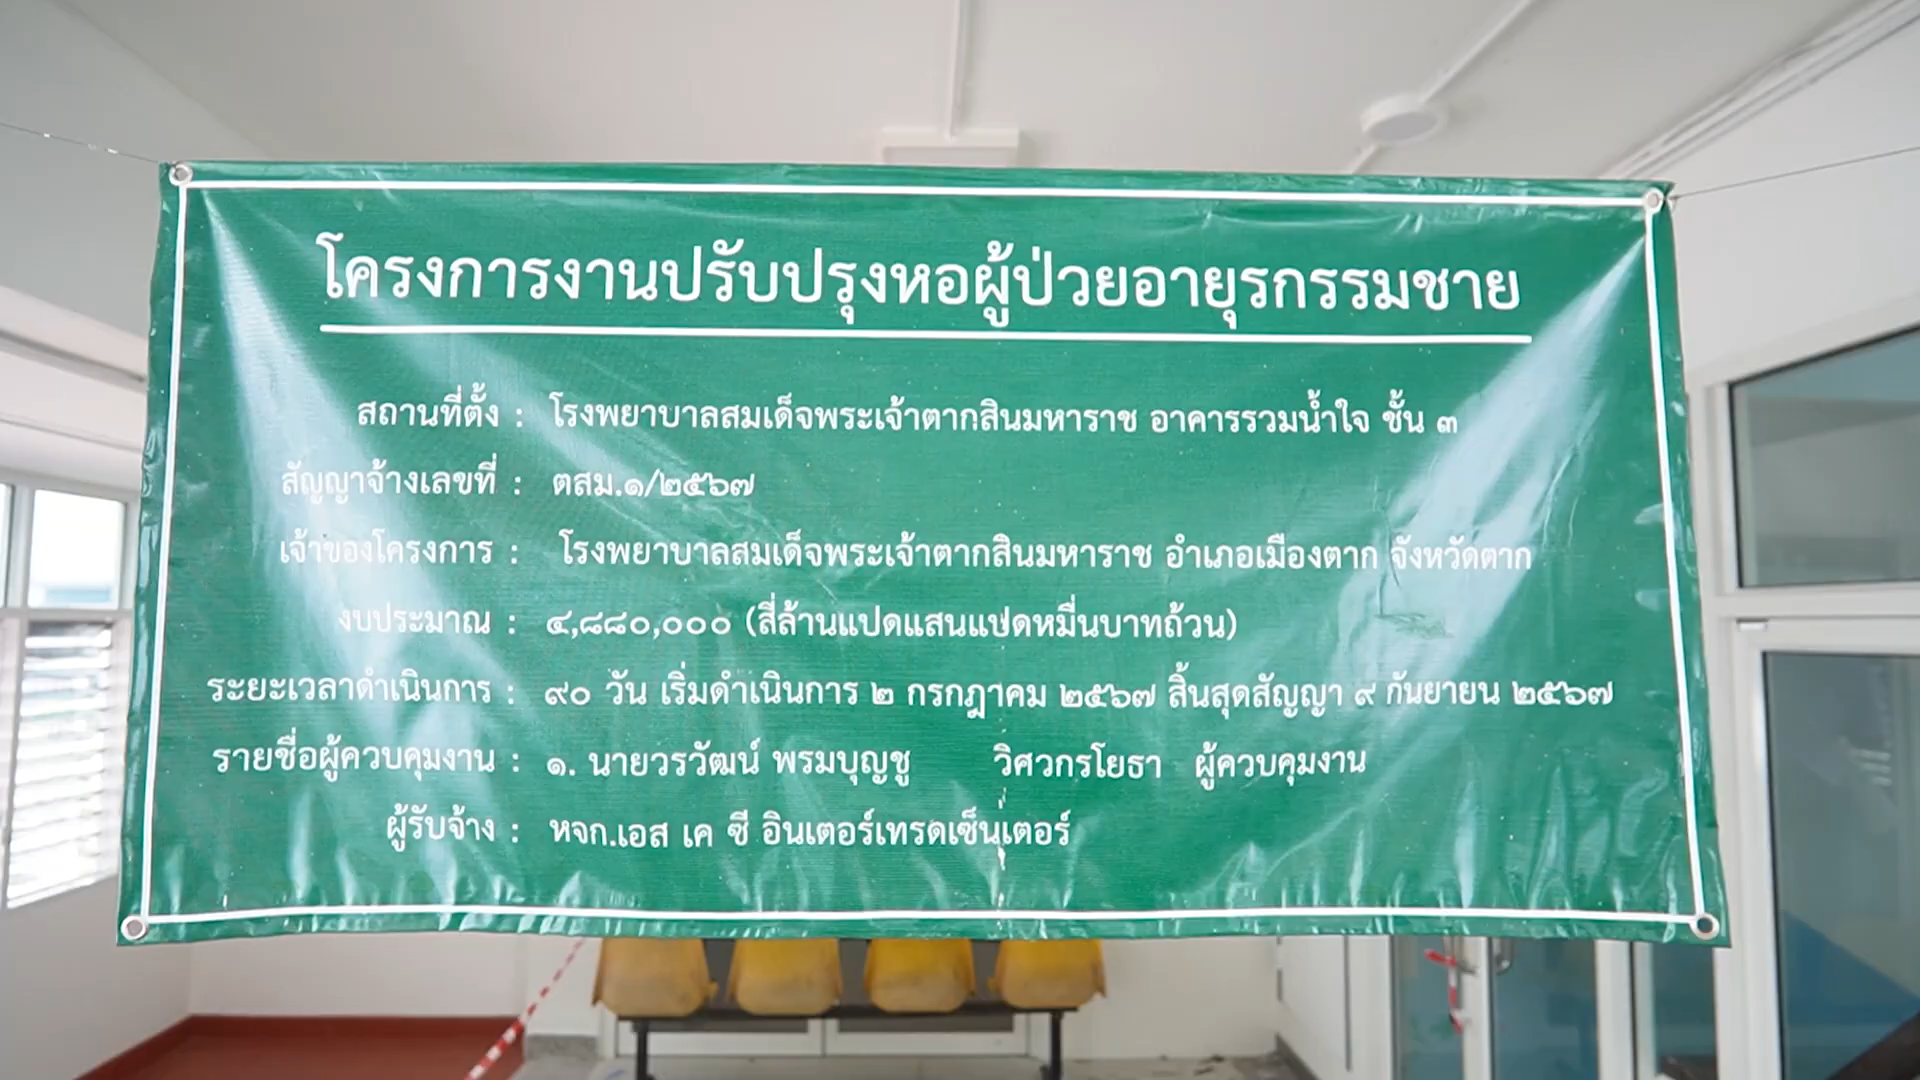 โครงการงานปรับปรุงหอผู้ป่วยอายุรกรรมชาย
สถานที่ตั้ง : โรงพยาบาลสมเด็จพระเจ้าตากสินมหาราช อาคารรวมน้ำใจ ชั้น ๓
สัญญาจ้างเลขที่ : ตสม.๑/๒๕๖๗
เจ้าของโครงการ : โรงพยาบาลสมเด็จพระเจ้าตากสินมหาราช อำเภอเมืองตาก จังหวัดตาก
งบประมาณ : ๔,๘๘๐,๐๐๐ (สี่ล้านแปดแสนแปดหมื่นบาทถ้วน)
ระยะเวลาดำเนินการ : ๙๐ วัน เริ่มดำเนินการ ๒ กรกฎาคม ๒๕๖๗ สิ้นสุดสัญญา ๙ กันยายน ๒๕๖๗
รายชื่อผู้ควบคุมงาน : ๑. นายวรวัฒน์ พรมบุญชู วิศวกรโยธา ผู้ควบคุมงาน
ผู้รับจ้าง : หจก.เอส เค ซี อินเตอร์เทรดเซ็นเตอร์